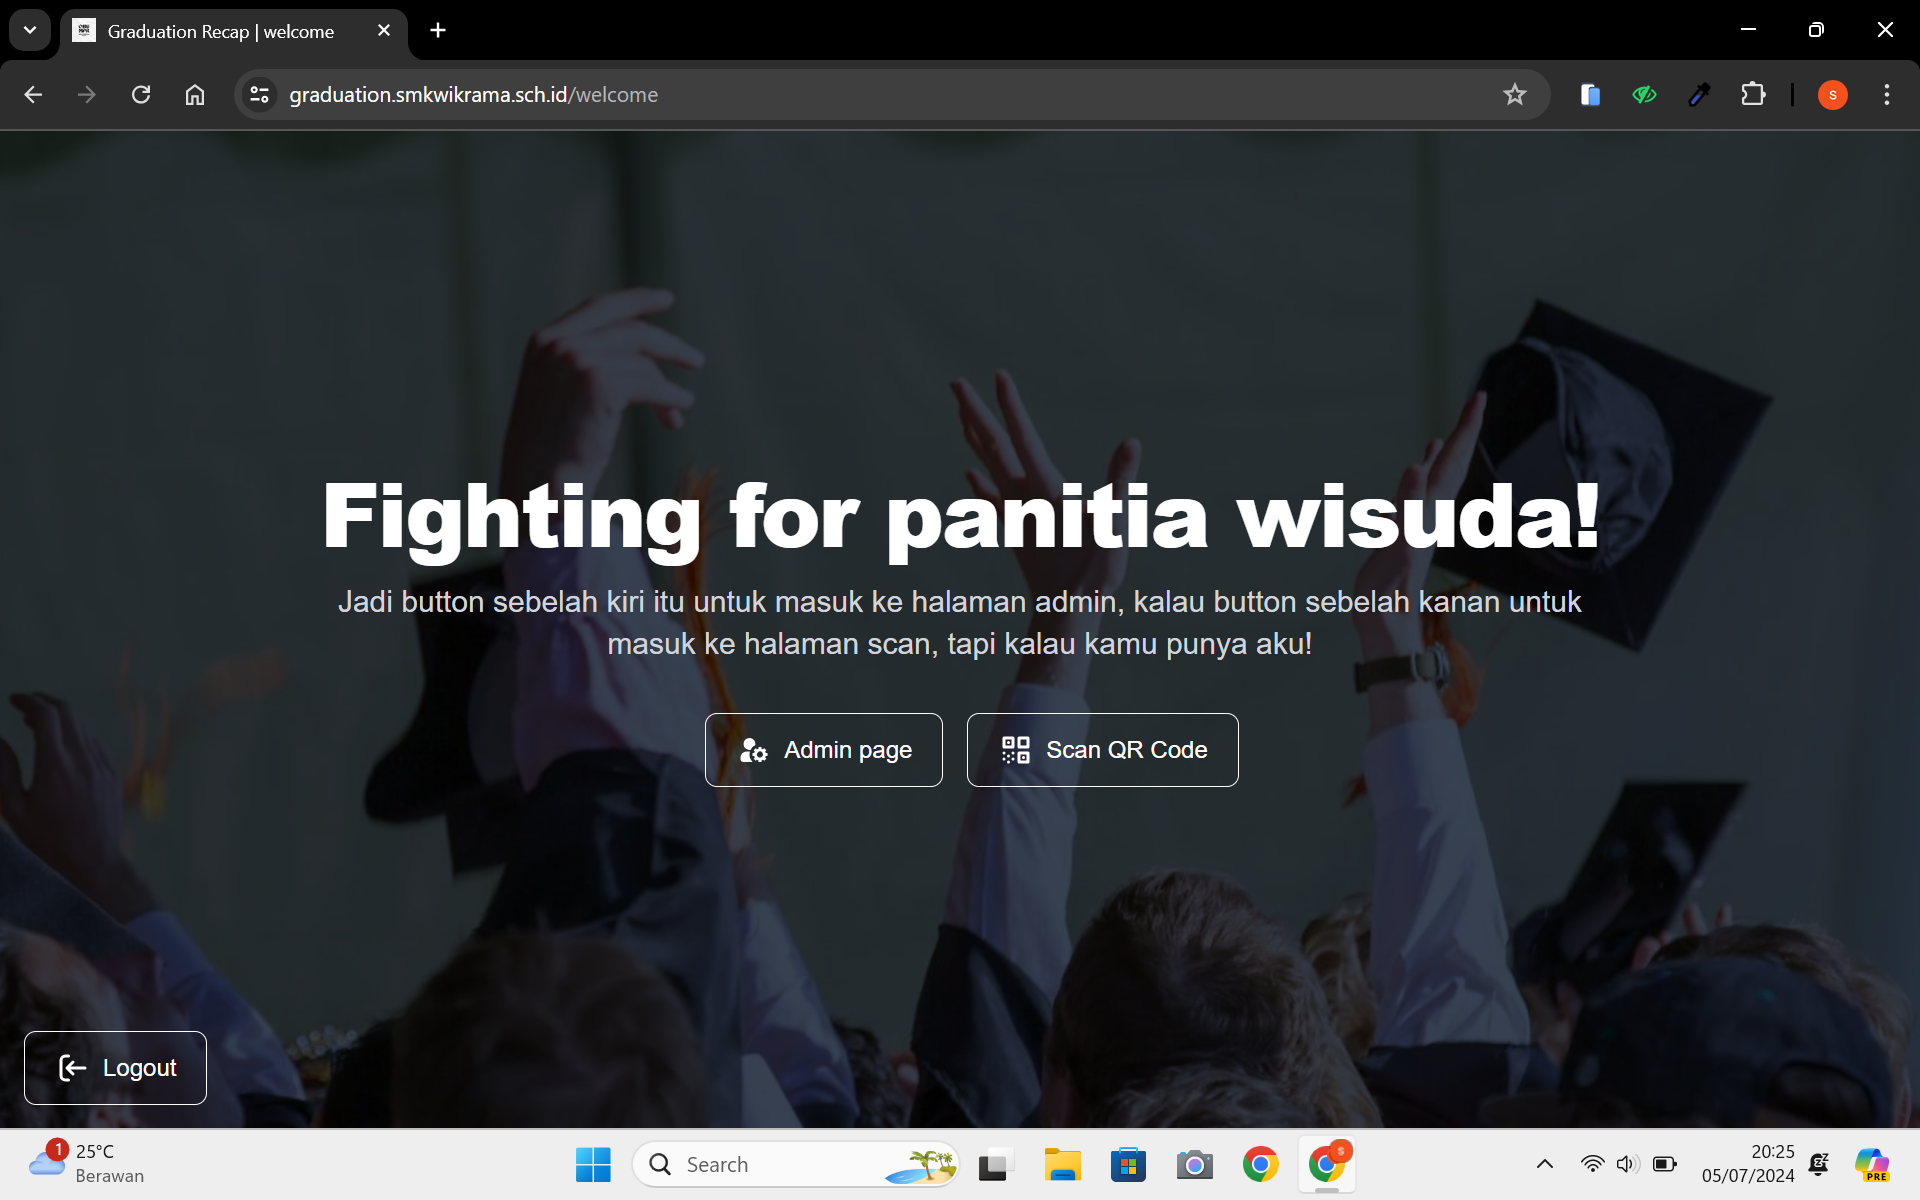 Graduation Recap | welcome
graduation.smkwikrama.sch.id/welcome
S
Fighting for panitia wisuda!
Jadi button sebelah kiri itu untuk masuk ke halaman admin, kalau button sebelah kanan untuk
masuk ke halaman scan, tapi kalau kamu punya aku!
Admin page
Scan QR Code
Logout
1
25°C
Berawan
Search
S
20:25
05/07/2024
PRE